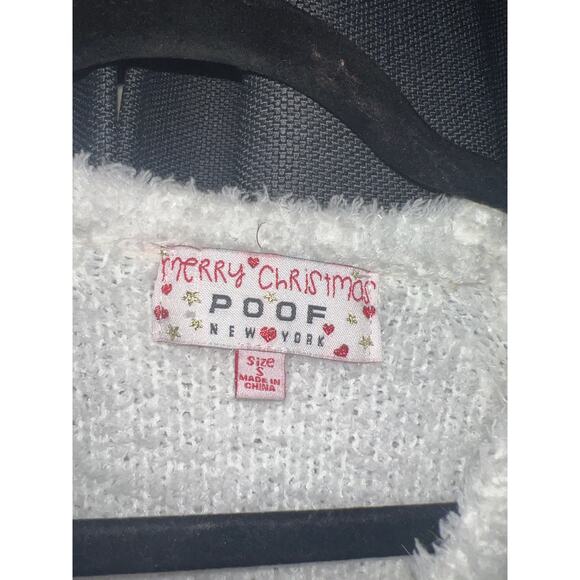 MERRY CHRISTMAS
POOF
NEW YORK
Size
S
MADE IN
CHINA